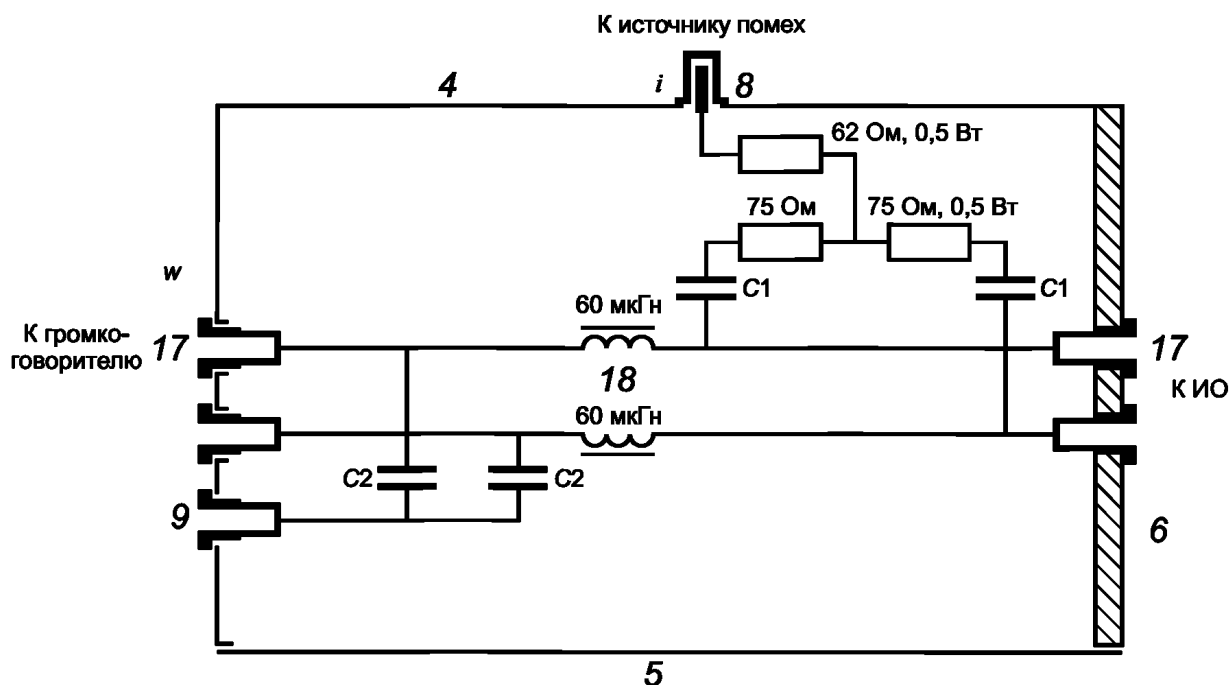 К источнику помех
4
i
8
62 Ом, 0,5 Вт
75 Ом
75 Ом, 0,5 Вт
w
C1
C1
60 мкГн
К громко-
говорителю
17
17
18
К ИО
60 мкГн
C2
C2
9
6
5